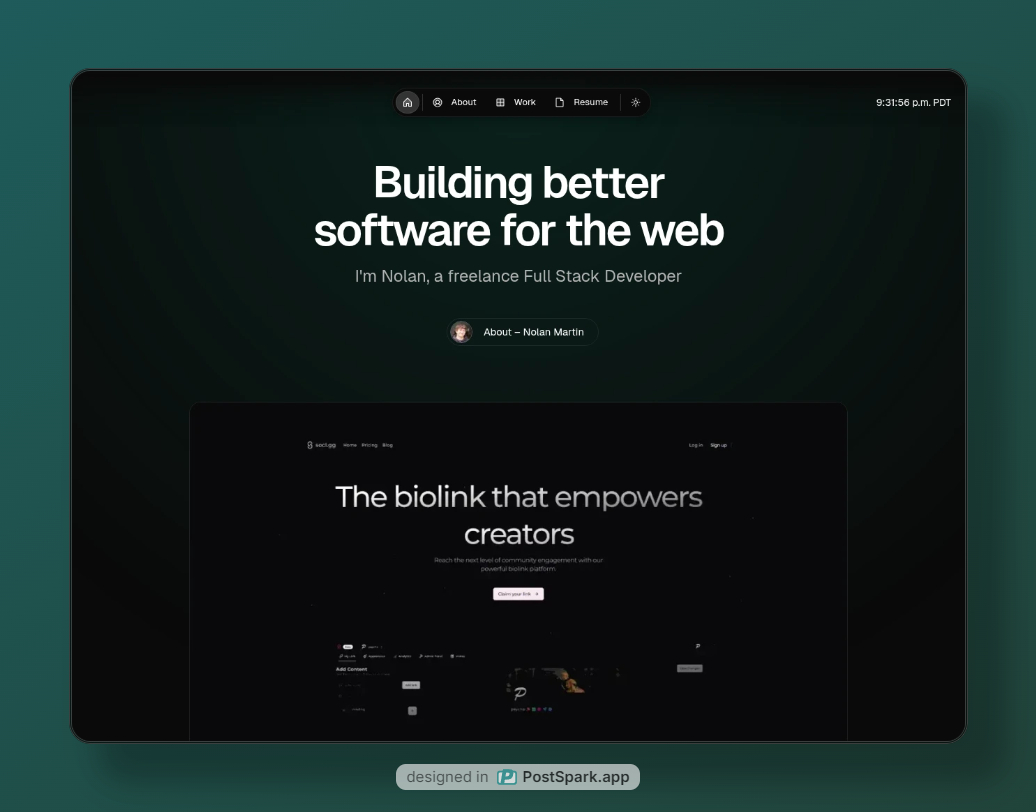 About
Work
Resume
9:31:56 p.m. PDT
Building better
software for the web
I'm Nolan, a freelance Full Stack Developer
About – Nolan Martin
soci.gg Home Pricing Blog
Log in Sign up
The biolink that empowers
creators
Reach the next level of community engagement with our
powerful biolink platform
Claim your link
Add Content
designed in PostSpark.app